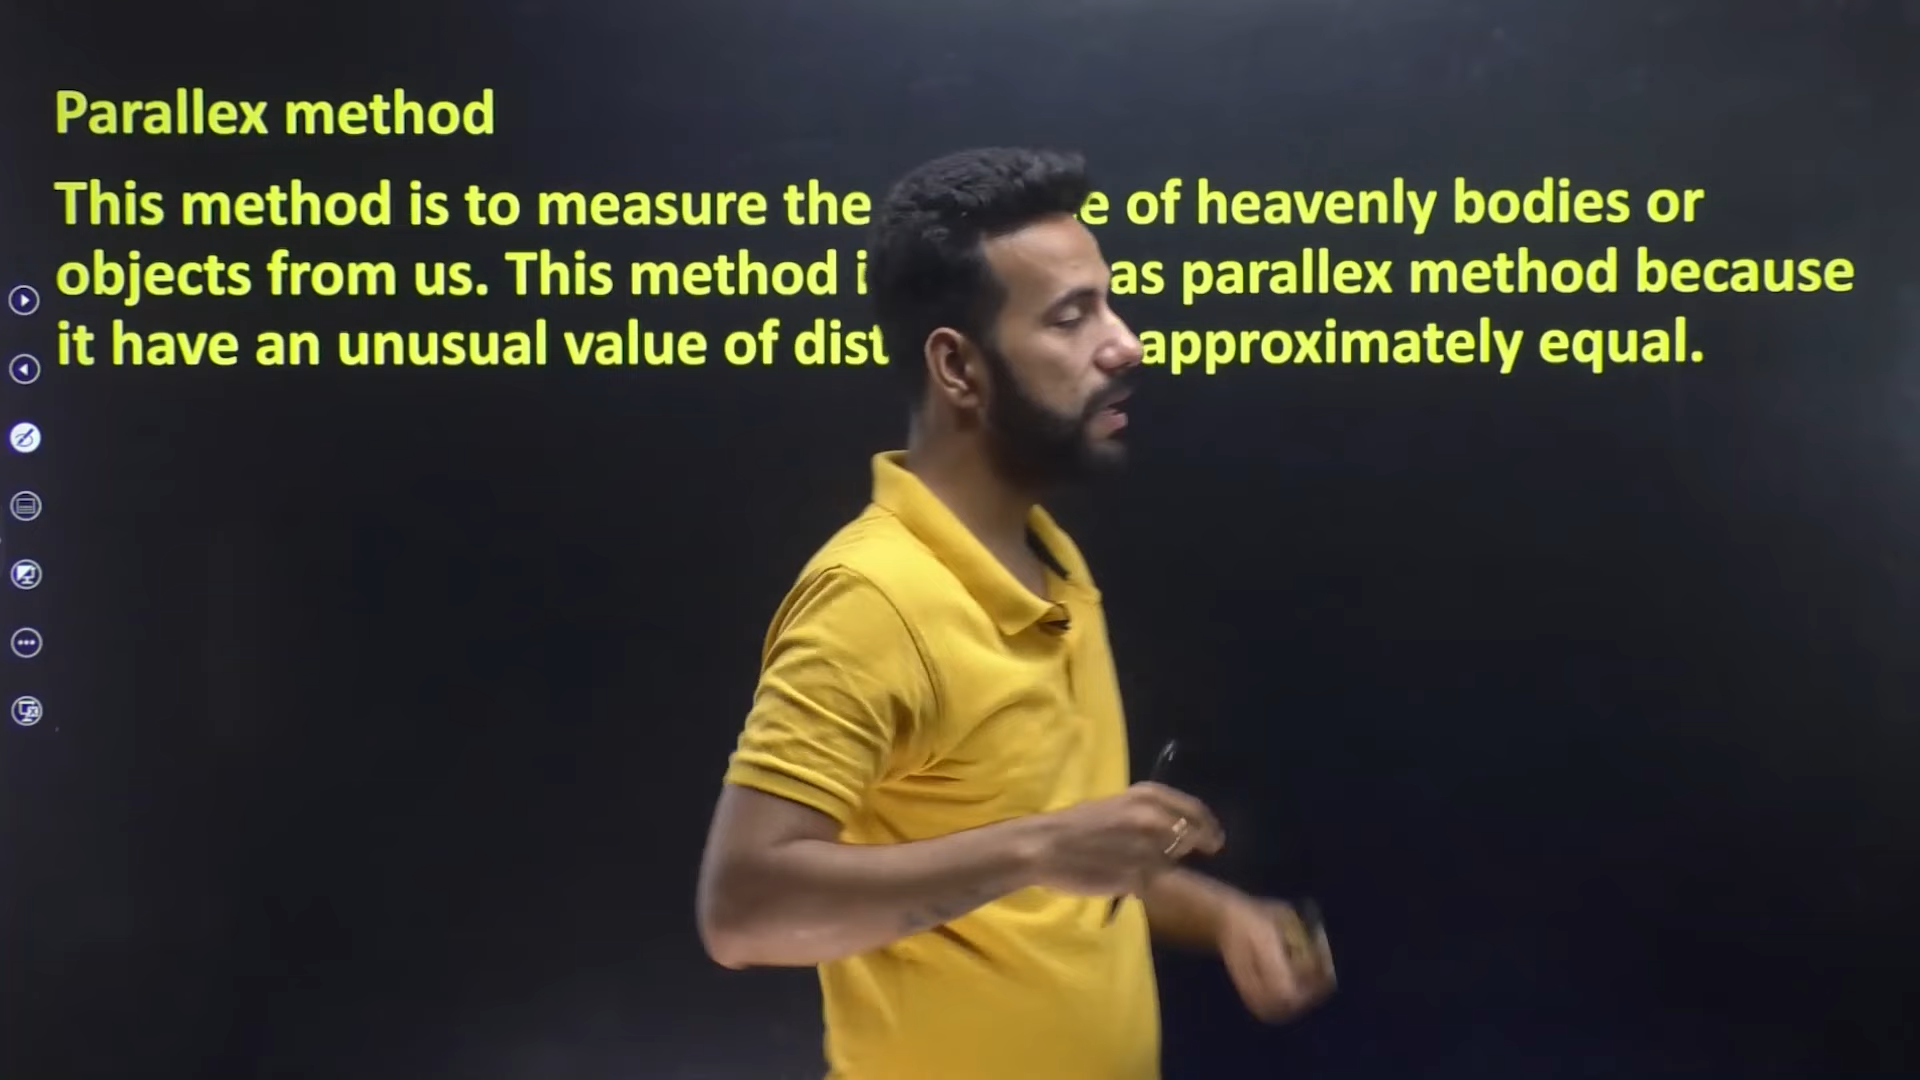 Parallex method
This method is to measure the of heavenly bodies or
objects from us. This method as parallex method because
it have an unusual value of approximately equal.